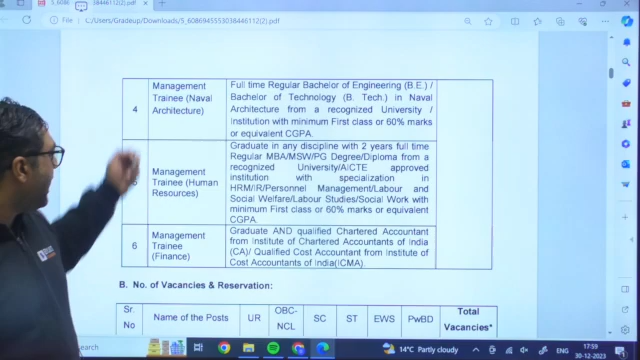 5_6086
38446112(2).pdf
File
C:/Users/Gradeup/Downloads/5_6086945553038446112(2).pdf
4
Management
Trainee (Naval
Architecture)
Full time Regular Bachelor of Engineering (B.E.) /
Bachelor of Technology (B. Tech.) in Naval
Architecture from a recognized University /
Institution with minimum First class or 60% marks
or equivalent CGPA.
Management
Trainee (Human
Resources)
Graduate in any discipline with 2 years full time
Regular MBA/MSW/PG Degree/Diploma from a
recognized University/AICTE approved
institution with specialization in
HRM/IR/Personnel Management/Labour and
Social Welfare/Labour Studies/Social Work with
minimum First class or 60% marks or equivalent
CGPA.
6
Management
Trainee
(Finance)
Graduate AND qualified Chartered Accountant
from Institute of Chartered Accountants of India
(CA)/ Qualified Cost Accountant from Institute of
Cost Accountants of India(ICMA).
B. No. of Vacancies & Reservation:
Sr.
No
Name of the Posts
UR
OBC-
NCL
SC
ST
EWS
PwBD
Total
Vacancies*
earch
14°C Partly cloudy
ENG
17:59
30-12-2023